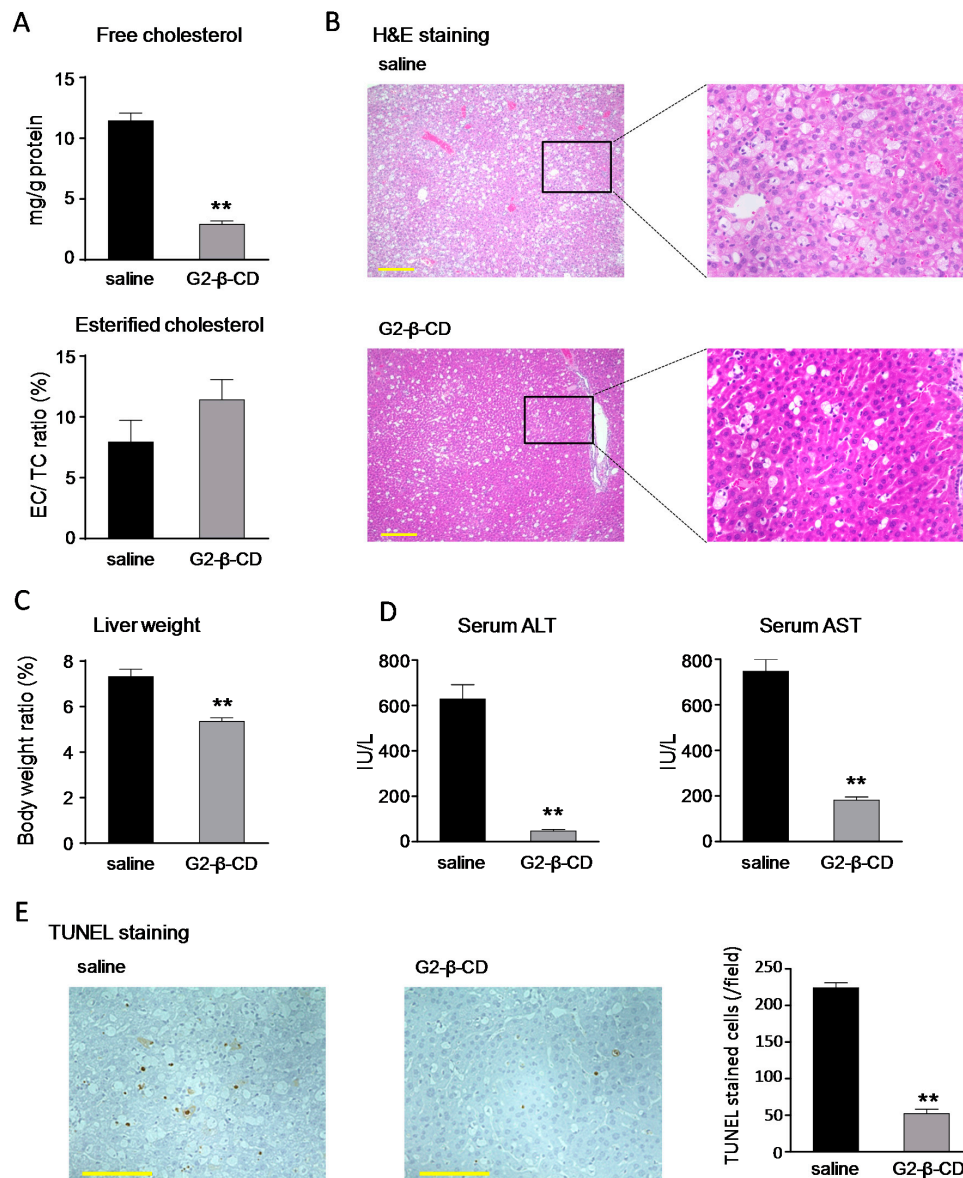 A
Free cholesterol
mg/g protein
15
10
5
0
**
saline
G2-β-CD
Esterified cholesterol
EC/ TC ratio (%)
15
10
5
0
saline
G2-β-CD
B
H&E staining
saline
G2-β-CD
C
Liver weight
Body weight ratio (%)
8
6
4
2
0
**
saline
G2-β-CD
D
Serum ALT
IU/L
800
600
400
200
0
**
saline
G2-β-CD
Serum AST
IU/L
800
600
400
200
0
**
saline
G2-β-CD
E
TUNEL staining
saline
G2-β-CD
TUNEL stained cells (/field)
250
200
250
100
50
0
**
saline
G2-β-CD